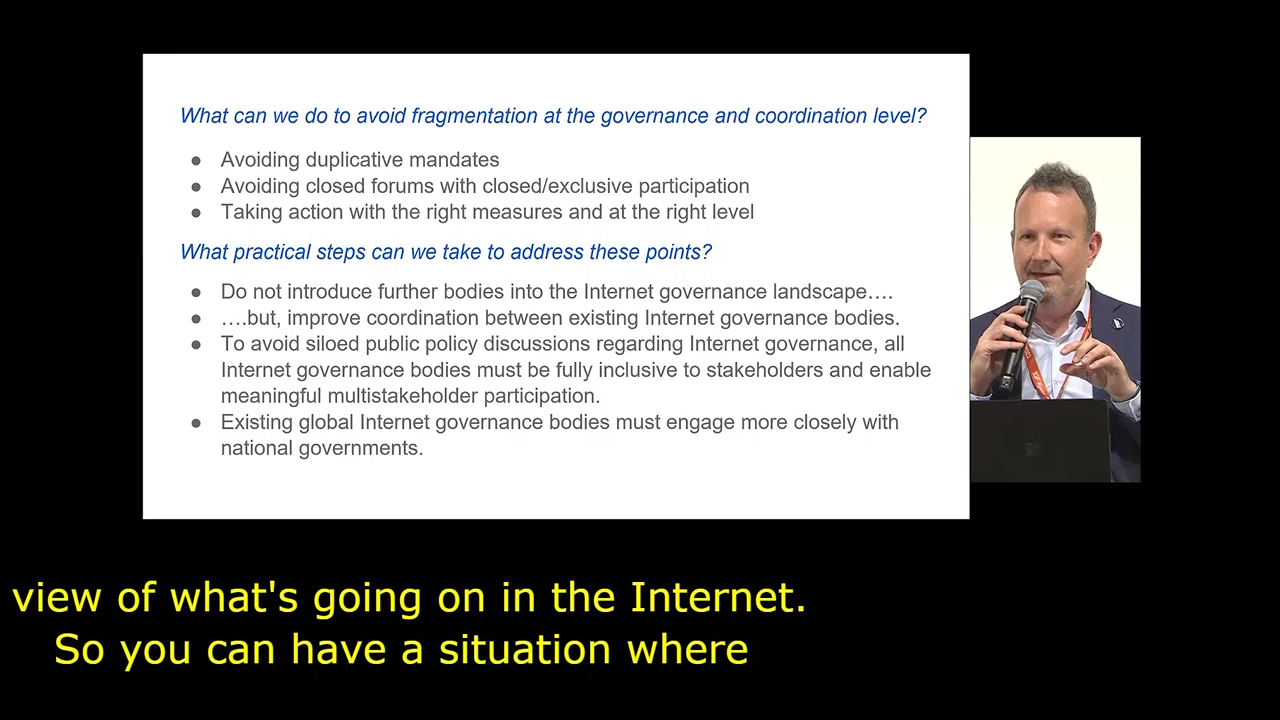 What can we do to avoid fragmentation at the governance and coordination level?
● Avoiding duplicative mandates
● Avoiding closed forums with closed/exclusive participation
● Taking action with the right measures and at the right level
What practical steps can we take to address these points?
● Do not introduce further bodies into the Internet governance landscape….
● ….but, improve coordination between existing Internet governance bodies.
● To avoid siloed public policy discussions regarding Internet governance, all
Internet governance bodies must be fully inclusive to stakeholders and enable
meaningful multistakeholder participation.
● Existing global Internet governance bodies must engage more closely with
national governments.
view of what's going on in the Internet.
So you can have a situation where